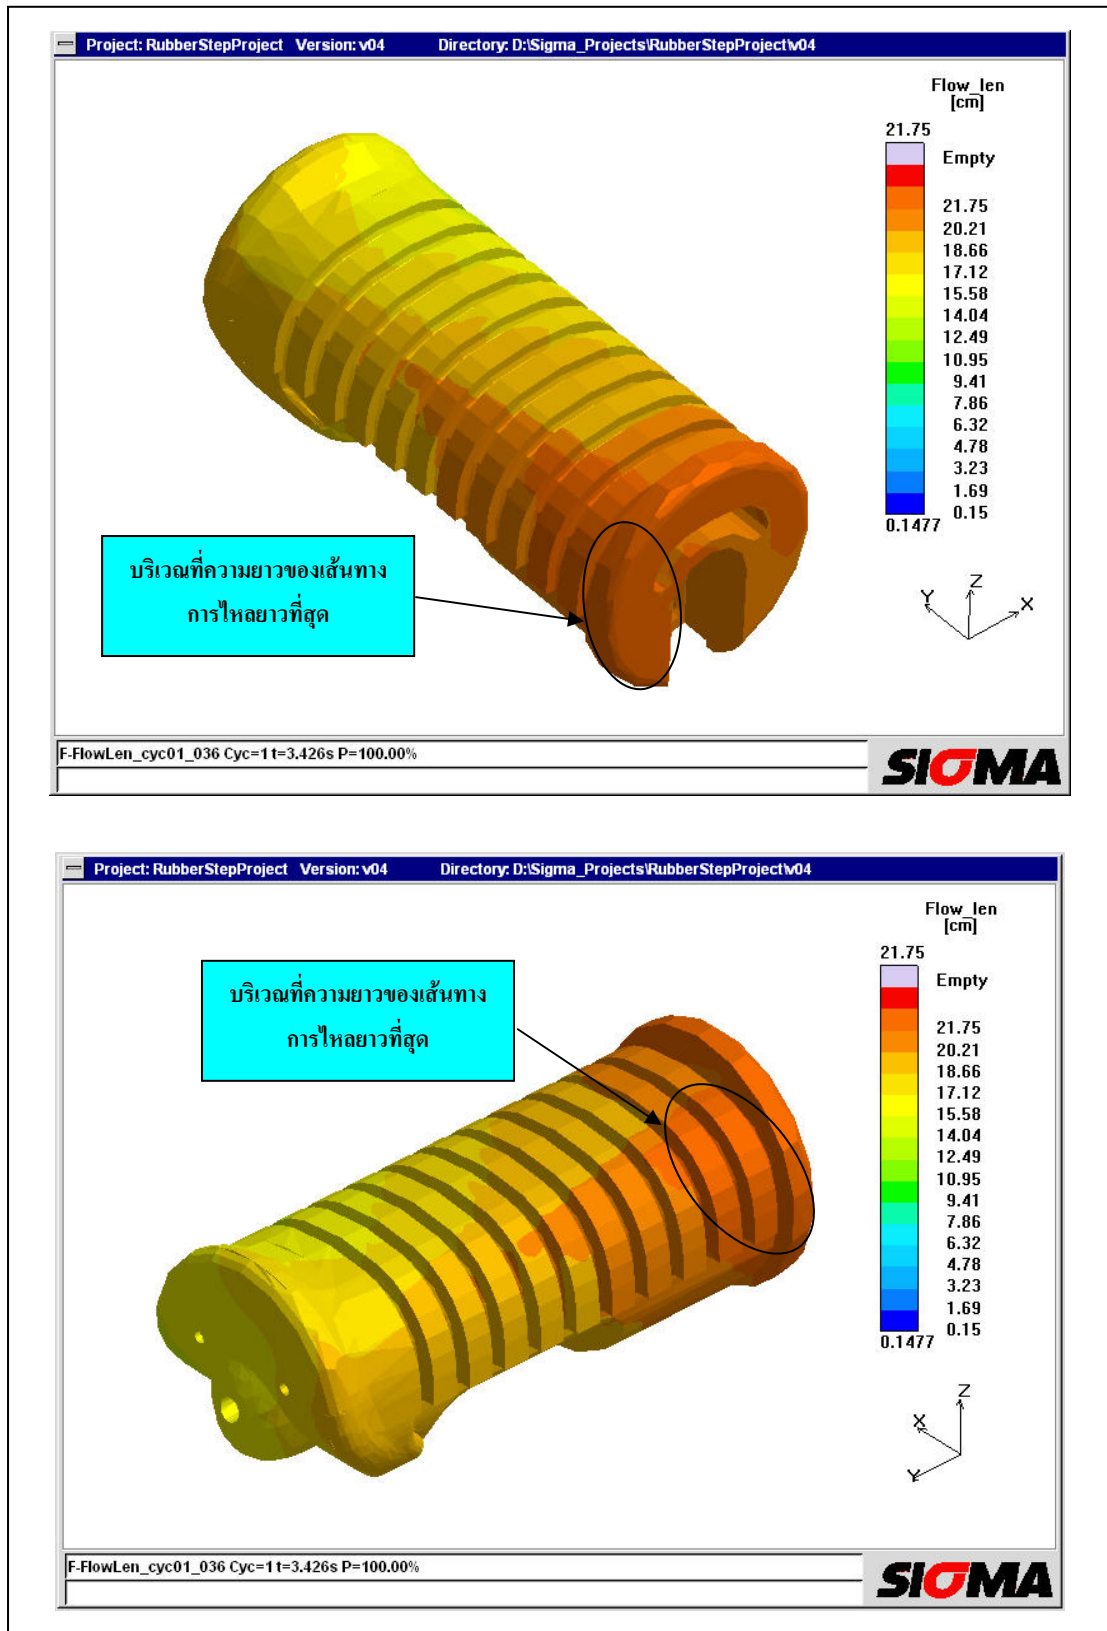 Project: RubberStepProject Version: v04 Directory: D:\Sigma_Projects\RubberStepProject\v04
Flow_len
[cm]
21.75
Empty
21.75
20.21
18.66
17.12
15.58
14.04
12.49
10.95
9.41
7.86
6.32
4.78
3.23
1.69
0.15
0.1477
บริเวณที่ความยาวของเส้นทาง
การไหลยาวที่สุด
Z
Y
X
F-FlowLen_cyc01_036 Cyc=1 t=3.426s P=100.00%
SIGMA
Project: RubberStepProject Version: v04 Directory: D:\Sigma_Projects\RubberStepProject\v04
Flow_len
[cm]
21.75
Empty
21.75
20.21
18.66
17.12
15.58
14.04
12.49
10.95
9.41
7.86
6.32
4.78
3.23
1.69
0.15
0.1477
บริเวณที่ความยาวของเส้นทาง
การไหลยาวที่สุด
Z
X
Y
F-FlowLen_cyc01_036 Cyc=1 t=3.426s P=100.00%
SIGMA